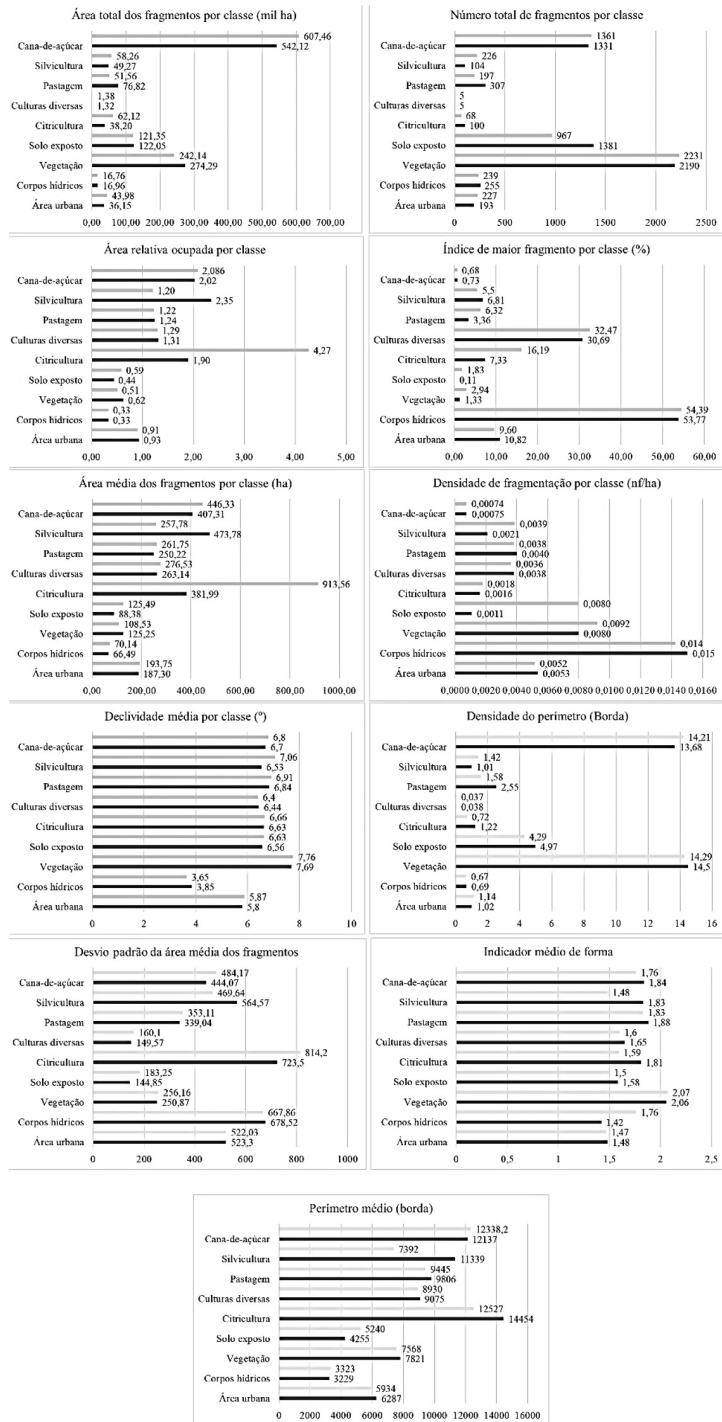 Área total dos fragmentos por classe (mil ha)
607,46
Cana-de-açúcar 542,12
58,26
Silvicultura 49,27
51,56
Pastagem 76,82
1,38
Culturas diversas 1,32
62,12
Citricultura 38,20
121,35
Solo exposto 122,05
242,14
Vegetação 274,29
16,76
Corpos hídricos 16,96
43,98
Área urbana 36,15
0,00 100,00 200,00 300,00 400,00 500,00 600,00 700,00
Número total de fragmentos por classe
1361
Cana-de-açúcar 1331
226
Silvicultura 104
197
Pastagem 307
5
Culturas diversas 5
68
Citricultura 100
967
Solo exposto 1381
2231
Vegetação 2190
239
Corpos hídricos 255
227
Área urbana 193
0 500 1000 1500 2000 2500
Área relativa ocupada por classe
2,086
Cana-de-açúcar 2,02
1,20
Silvicultura 2,35
1,22
Pastagem 1,24
1,29
Culturas diversas 1,31
4,27
Citricultura 1,90
0,59
Solo exposto 0,44
0,51
Vegetação 0,62
0,33
Corpos hídricos 0,33
0,91
Área urbana 0,93
0,00 1,00 2,00 3,00 4,00 5,00
Índice de maior fragmento por classe (%)
0,68
Cana-de-açúcar 0,73
5,5
Silvicultura 6,81
6,32
Pastagem 3,36
32,47
Culturas diversas 30,69
16,19
Citricultura 7,33
1,83
Solo exposto 0,11
2,94
Vegetação 1,33
54,39
Corpos hídricos 53,77
9,60
Área urbana 10,82
0,00 10,00 20,00 30,00 40,00 50,00 60,00
Área média dos fragmentos por classe (ha)
446,33
Cana-de-açúcar 407,31
257,78
Silvicultura 473,78
261,75
Pastagem 250,22
276,53
Culturas diversas 263,14
913,56
Citricultura 381,99
125,49
Solo exposto 88,38
108,53
Vegetação 125,25
70,14
Corpos hídricos 66,49
193,75
Área urbana 187,30
0,00 200,00 400,00 600,00 800,00 1000,00
Densidade de fragmentação por classe (nf/ha)
0,00074
Cana-de-açúcar 0,00075
0,0039
Silvicultura 0,0021
0,0038
Pastagem 0,0040
0,0036
Culturas diversas 0,0038
0,0018
Citricultura 0,0016
0,0080
Solo exposto 0,0011
0,0092
Vegetação 0,0080
0,014
Corpos hídricos 0,015
0,0052
Área urbana 0,0053
0,0000 0,0020 0,0040 0,0060 0,0080 0,0100 0,0120 0,0140 0,0160
Declividade média por classe (º)
6,8
Cana-de-açúcar 6,7
7,06
Silvicultura 6,53
6,91
Pastagem 6,84
6,4
Culturas diversas 6,44
6,66
Citricultura 6,63
6,63
Solo exposto 6,56
7,76
Vegetação 7,69
3,65
Corpos hídricos 3,85
5,87
Área urbana 5,8
0 2 4 6 8 10
Densidade do perímetro (Borda)
14,21
Cana-de-açúcar 13,68
1,42
Silvicultura 1,01
1,58
Pastagem 2,55
0,037
Culturas diversas 0,038
0,72
Citricultura 1,22
4,29
Solo exposto 4,97
14,29
Vegetação 14,5
0,67
Corpos hídricos 0,69
1,14
Área urbana 1,02
0 2 4 6 8 10 12 14 16
Desvio padrão da área média dos fragmentos
484,17
Cana-de-açúcar 444,07
469,64
Silvicultura 564,57
353,11
Pastagem 339,04
160,1
Culturas diversas 149,57
814,2
Citricultura 723,5
183,25
Solo exposto 144,85
256,16
Vegetação 250,87
667,86
Corpos hídricos 678,52
522,03
Área urbana 523,3
0 200 400 600 800 1000
Indicador médio de forma
1,76
Cana-de-açúcar 1,84
1,48
Silvicultura 1,83
1,83
Pastagem 1,88
1,6
Culturas diversas 1,65
1,59
Citricultura 1,81
1,5
Solo exposto 1,58
2,07
Vegetação 2,06
1,76
Corpos hídricos 1,42
1,47
Área urbana 1,48
0 0,5 1 1,5 2 2,5
Perímetro médio (borda)
12338,2
Cana-de-açúcar 12137
7392
Silvicultura 11339
9445
Pastagem 9806
8930
Culturas diversas 9075
12527
Citricultura 14454
5240
Solo exposto 4255
7568
Vegetação 7821
3323
Corpos hídricos 3229
5934
Área urbana 6287
0 2000 4000 6000 8000 10000 12000 14000 16000